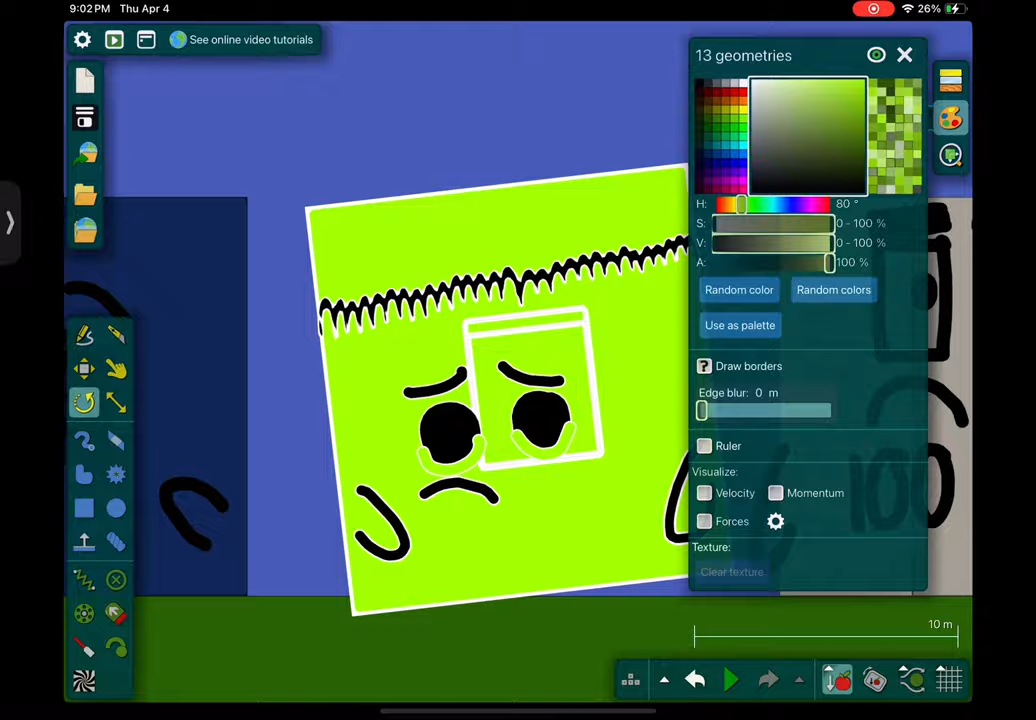 9:02 PM Thu Apr 4
26%
See online video tutorials
13 geometries
H: 80 °
S: 0 - 100 %
V: 0 - 100 %
A: 100 %
Random color
Random colors
Use as palette
? Draw borders
Edge blur: 0 m
Ruler
Visualize:
Velocity
Momentum
Forces
Texture:
Clear texture
100
10 m